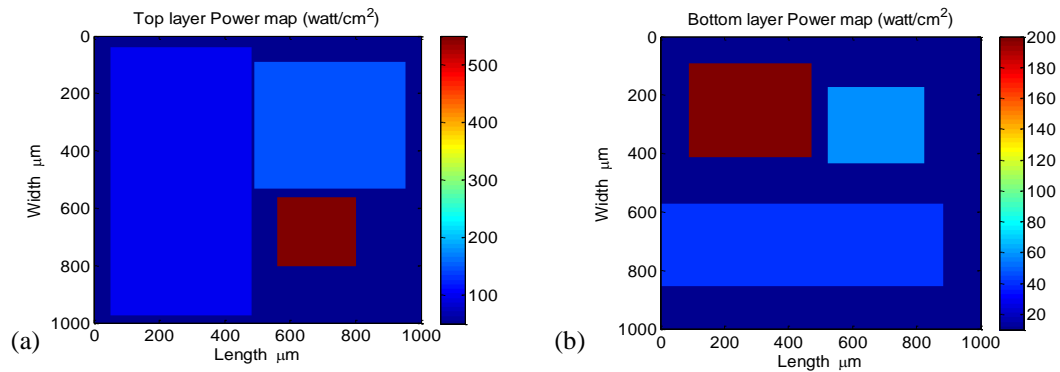 Top layer Power map (watt/cm2)
0
200
400
600
800
1000
Width μm
0 200 400 600 800 1000
Length μm
500
400
300
200
100
(a)
Bottom layer Power map (watt/cm2)
0
200
400
600
800
1000
Width μm
0 200 400 600 800 1000
Length μm
200
180
160
140
120
100
80
60
40
20
(b)